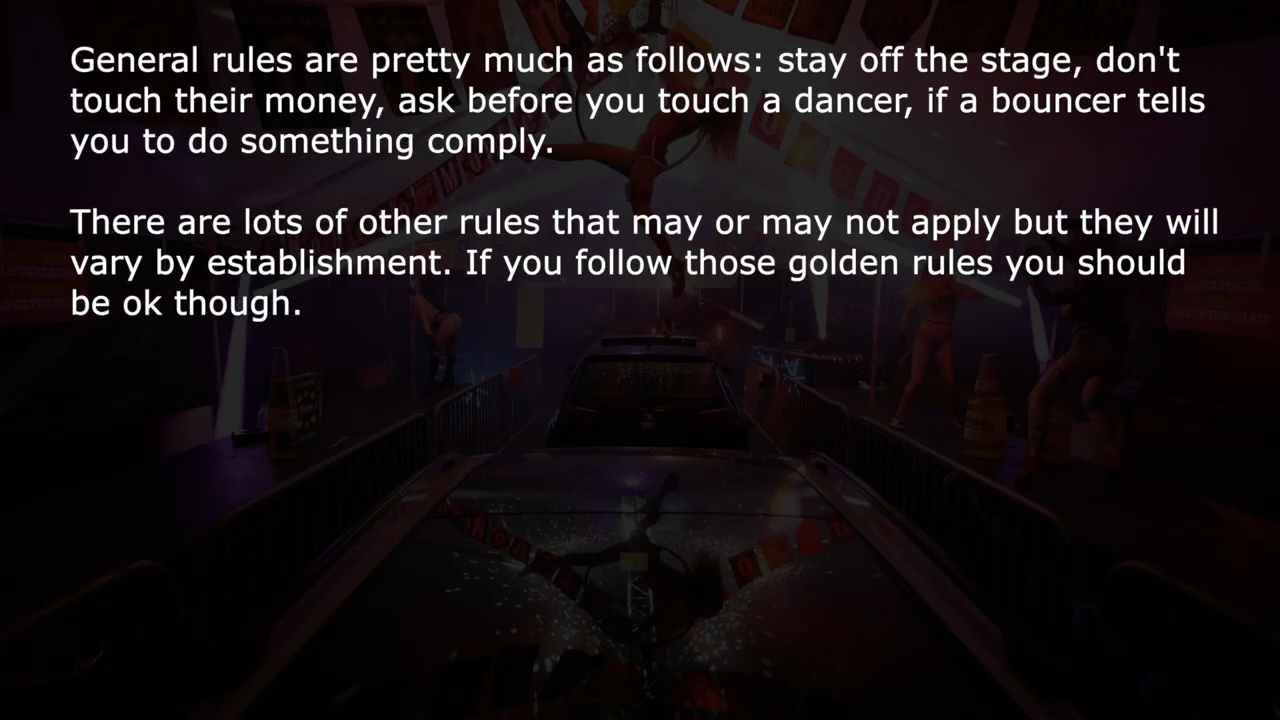 General rules are pretty much as follows: stay off the stage, don't
touch their money, ask before you touch a dancer, if a bouncer tells
you to do something comply.
There are lots of other rules that may or may not apply but they will
vary by establishment. If you follow those golden rules you should
be ok though.